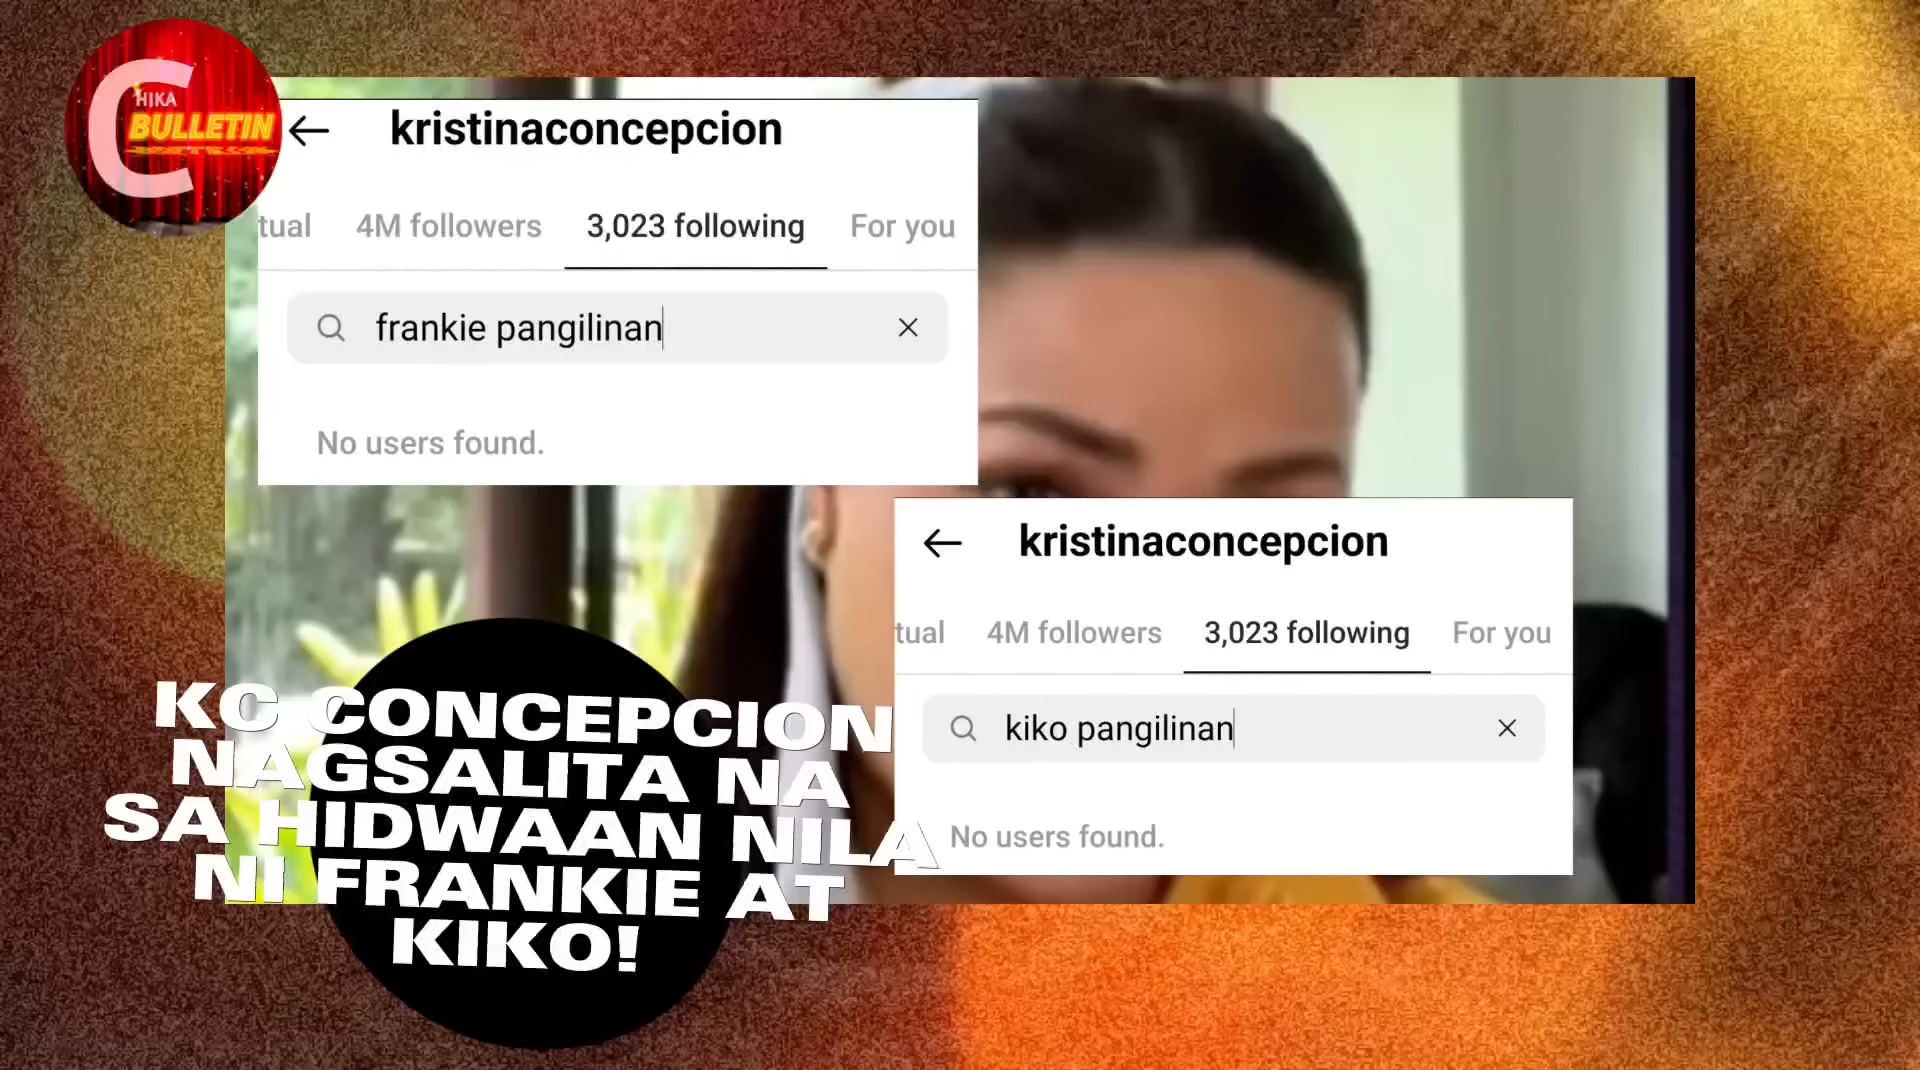 CHIKA
BULLETIN
kristinaconcepcion
tual 4M followers 3,023 following For you
frankie pangilinan
No users found.
kristinaconcepcion
tual 4M followers 3,023 following For you
kiko pangilinan
No users found.
KC CONCEPCION
NAGSALITA NA
SA HIDWAAN NILA
NI FRANKIE AT
KIKO!